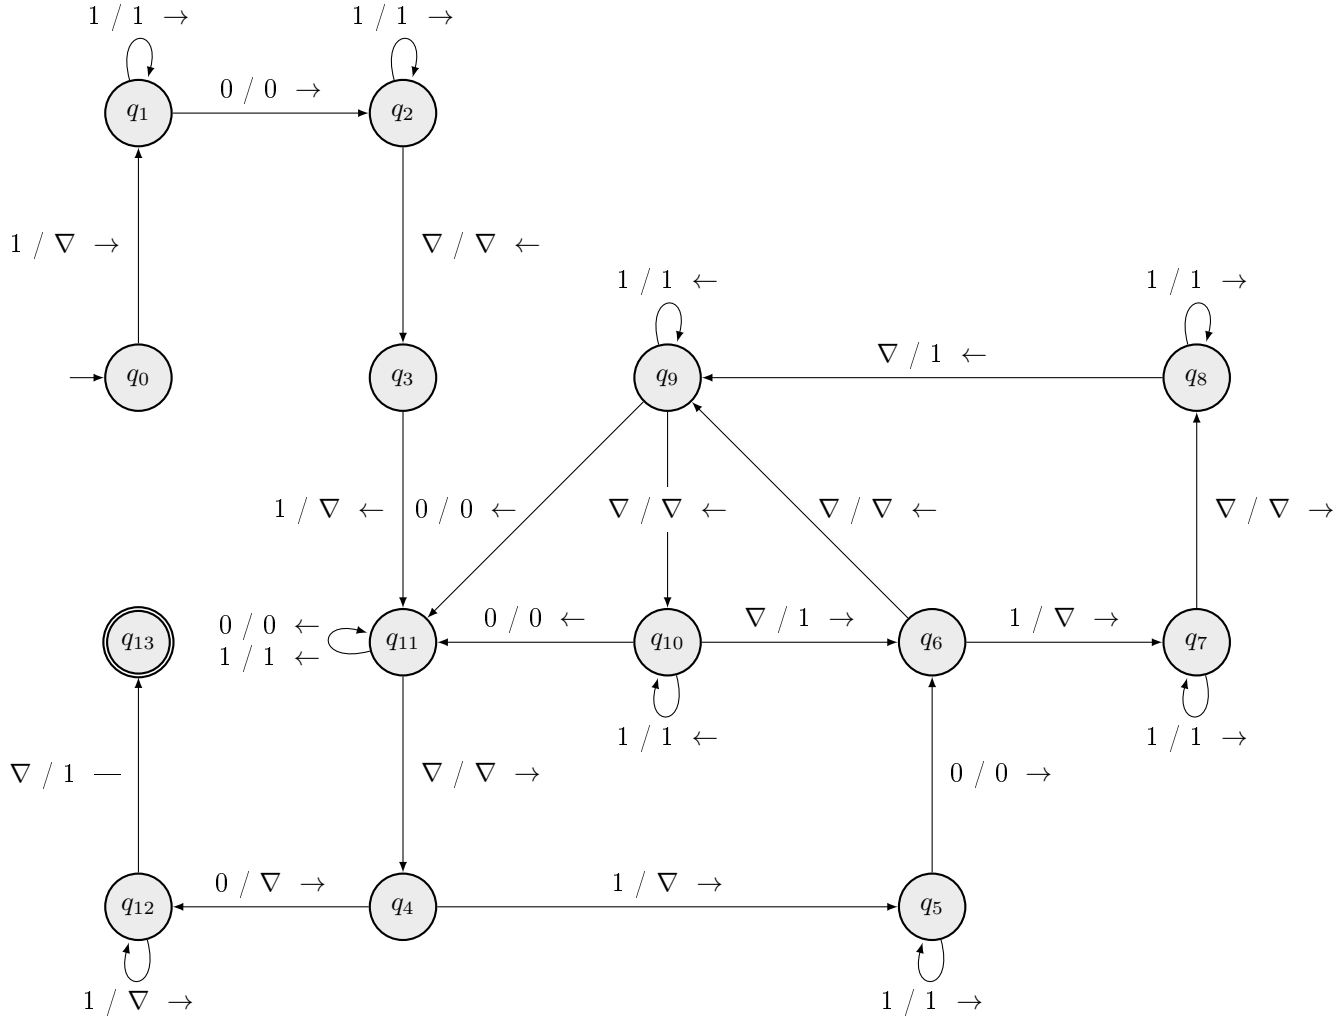 1 / 1 → 1 / 1 →
q1 0 / 0 → q2
1 / ∇ → ∇ / ∇ ←
1 / 1 ← 1 / 1 →
q0 q3 q9 ∇ / 1 ← q8
1 / ∇ ← 0 / 0 ← ∇ / ∇ ← ∇ / ∇ ← ∇ / ∇ →
0 / 0 ←
1 / 1 ←
q13 q11 0 / 0 ← q10 ∇ / 1 → q6 1 / ∇ → q7
1 / 1 ← 1 / 1 →
∇ / 1 — ∇ / ∇ → 0 / 0 →
q12 0 / ∇ → q4 1 / ∇ → q5
1 / ∇ → 1 / 1 →